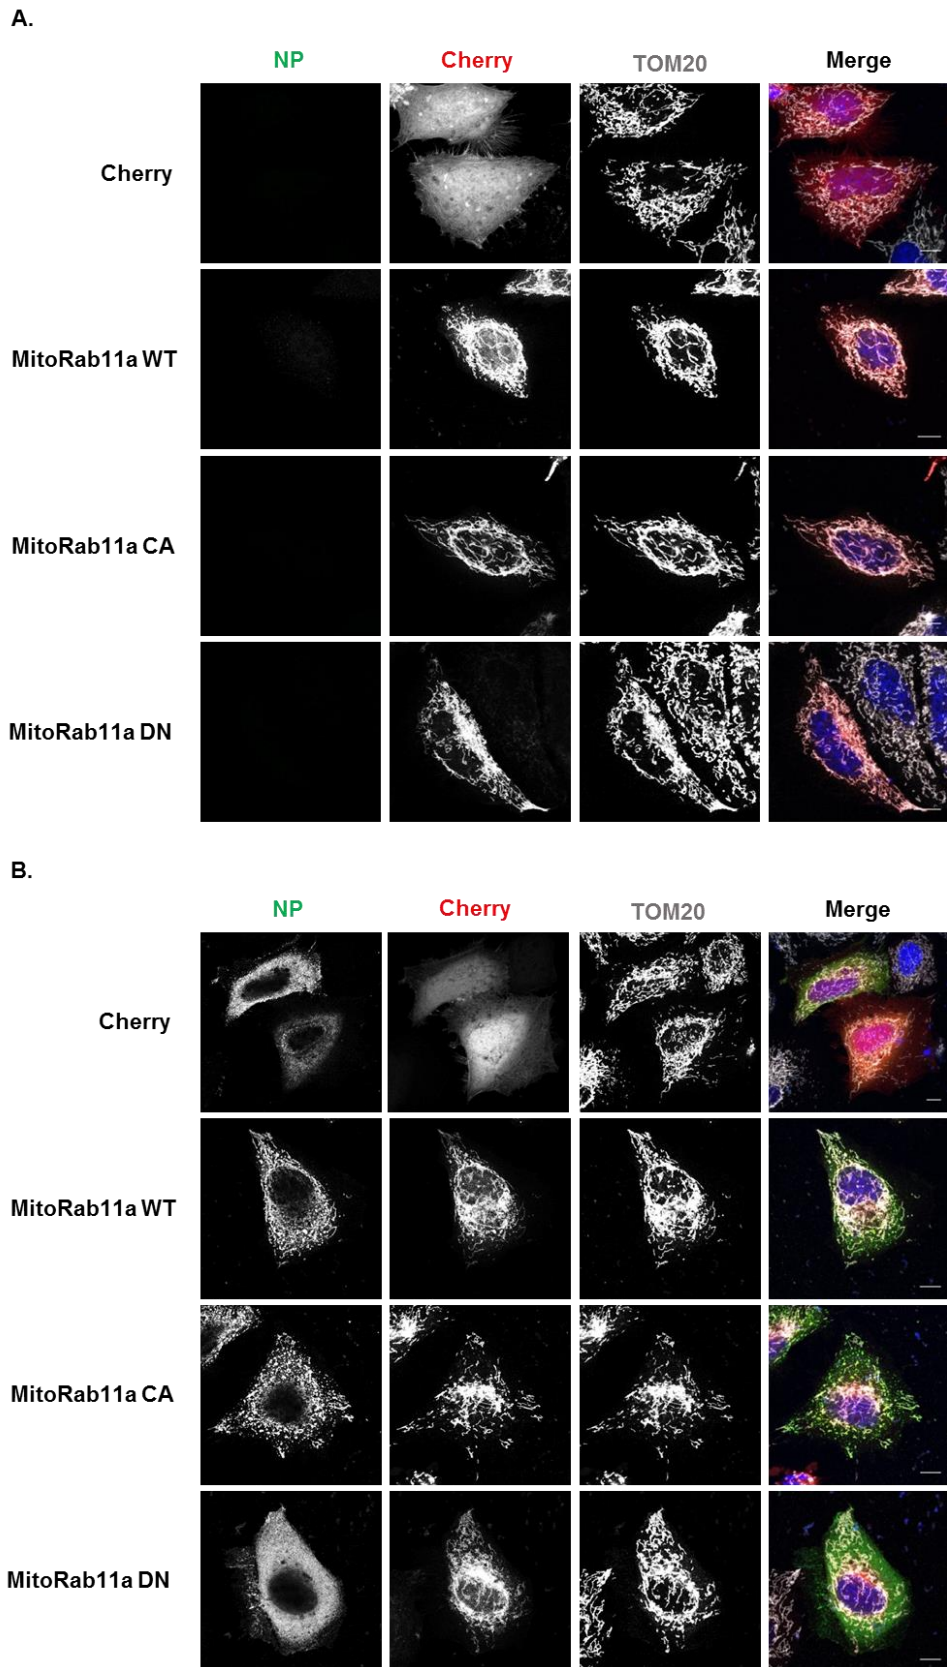 A.
NP Cherry TOM20 Merge
Cherry
MitoRab11a WT
MitoRab11a CA
MitoRab11a DN
B.
NP Cherry TOM20 Merge
Cherry
MitoRab11a WT
MitoRab11a CA
MitoRab11a DN